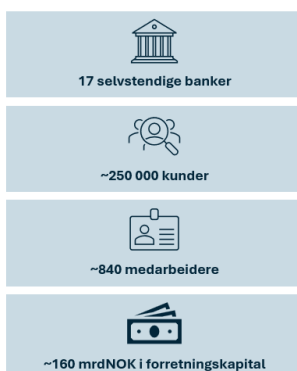 17 selvstendige banker
~250 000 kunder
~840 medarbeidere
~160 mrdNOK i forretningskapital